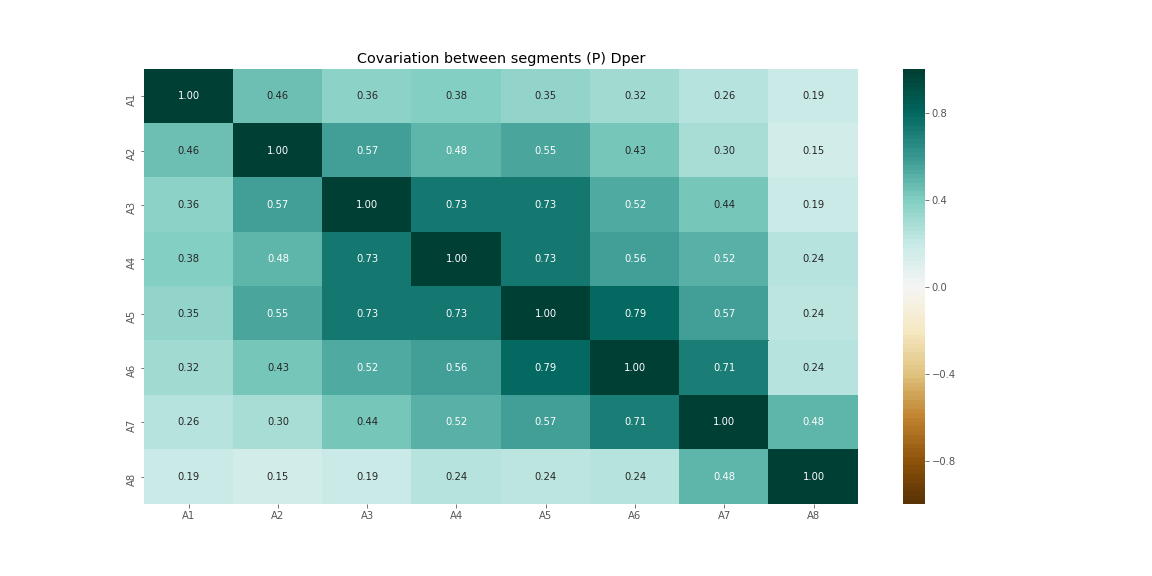 Covariation between segments (P) Dper
A1 1.00 0.46 0.36 0.38 0.35 0.32 0.26 0.19
A2 0.46 1.00 0.57 0.48 0.55 0.43 0.30 0.15
A3 0.36 0.57 1.00 0.73 0.73 0.52 0.44 0.19
A4 0.38 0.48 0.73 1.00 0.73 0.56 0.52 0.24
A5 0.35 0.55 0.73 0.73 1.00 0.79 0.57 0.24
A6 0.32 0.43 0.52 0.56 0.79 1.00 0.71 0.24
A7 0.26 0.30 0.44 0.52 0.57 0.71 1.00 0.48
A8 0.19 0.15 0.19 0.24 0.24 0.24 0.48 1.00
A1 A2 A3 A4 A5 A6 A7 A8
0.8
0.4
0.0
−0.4
−0.8